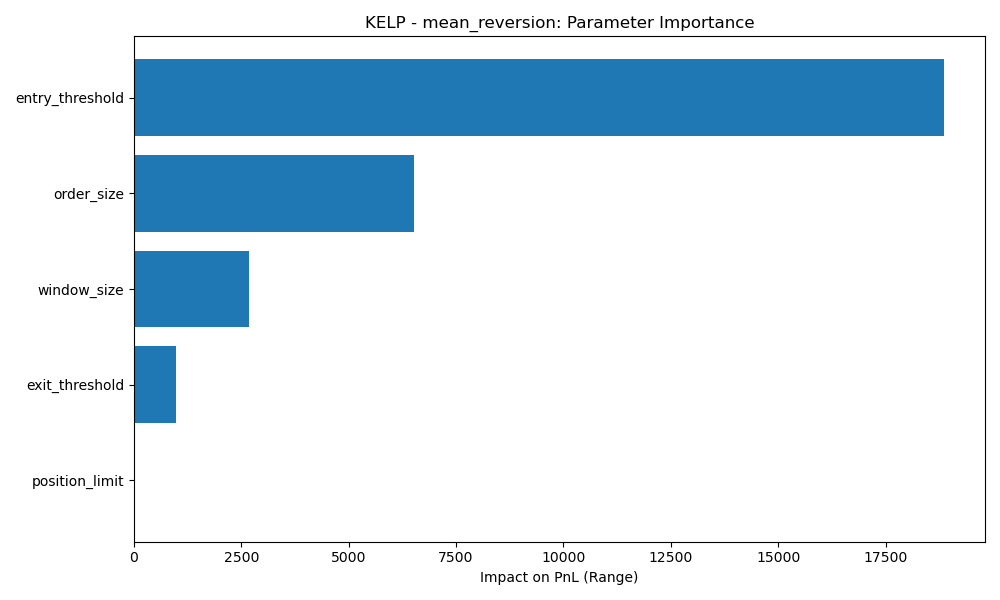 KELP - mean_reversion: Parameter Importance
entry_threshold
order_size
window_size
exit_threshold
position_limit
0 2500 5000 7500 10000 12500 15000 17500
Impact on PnL (Range)